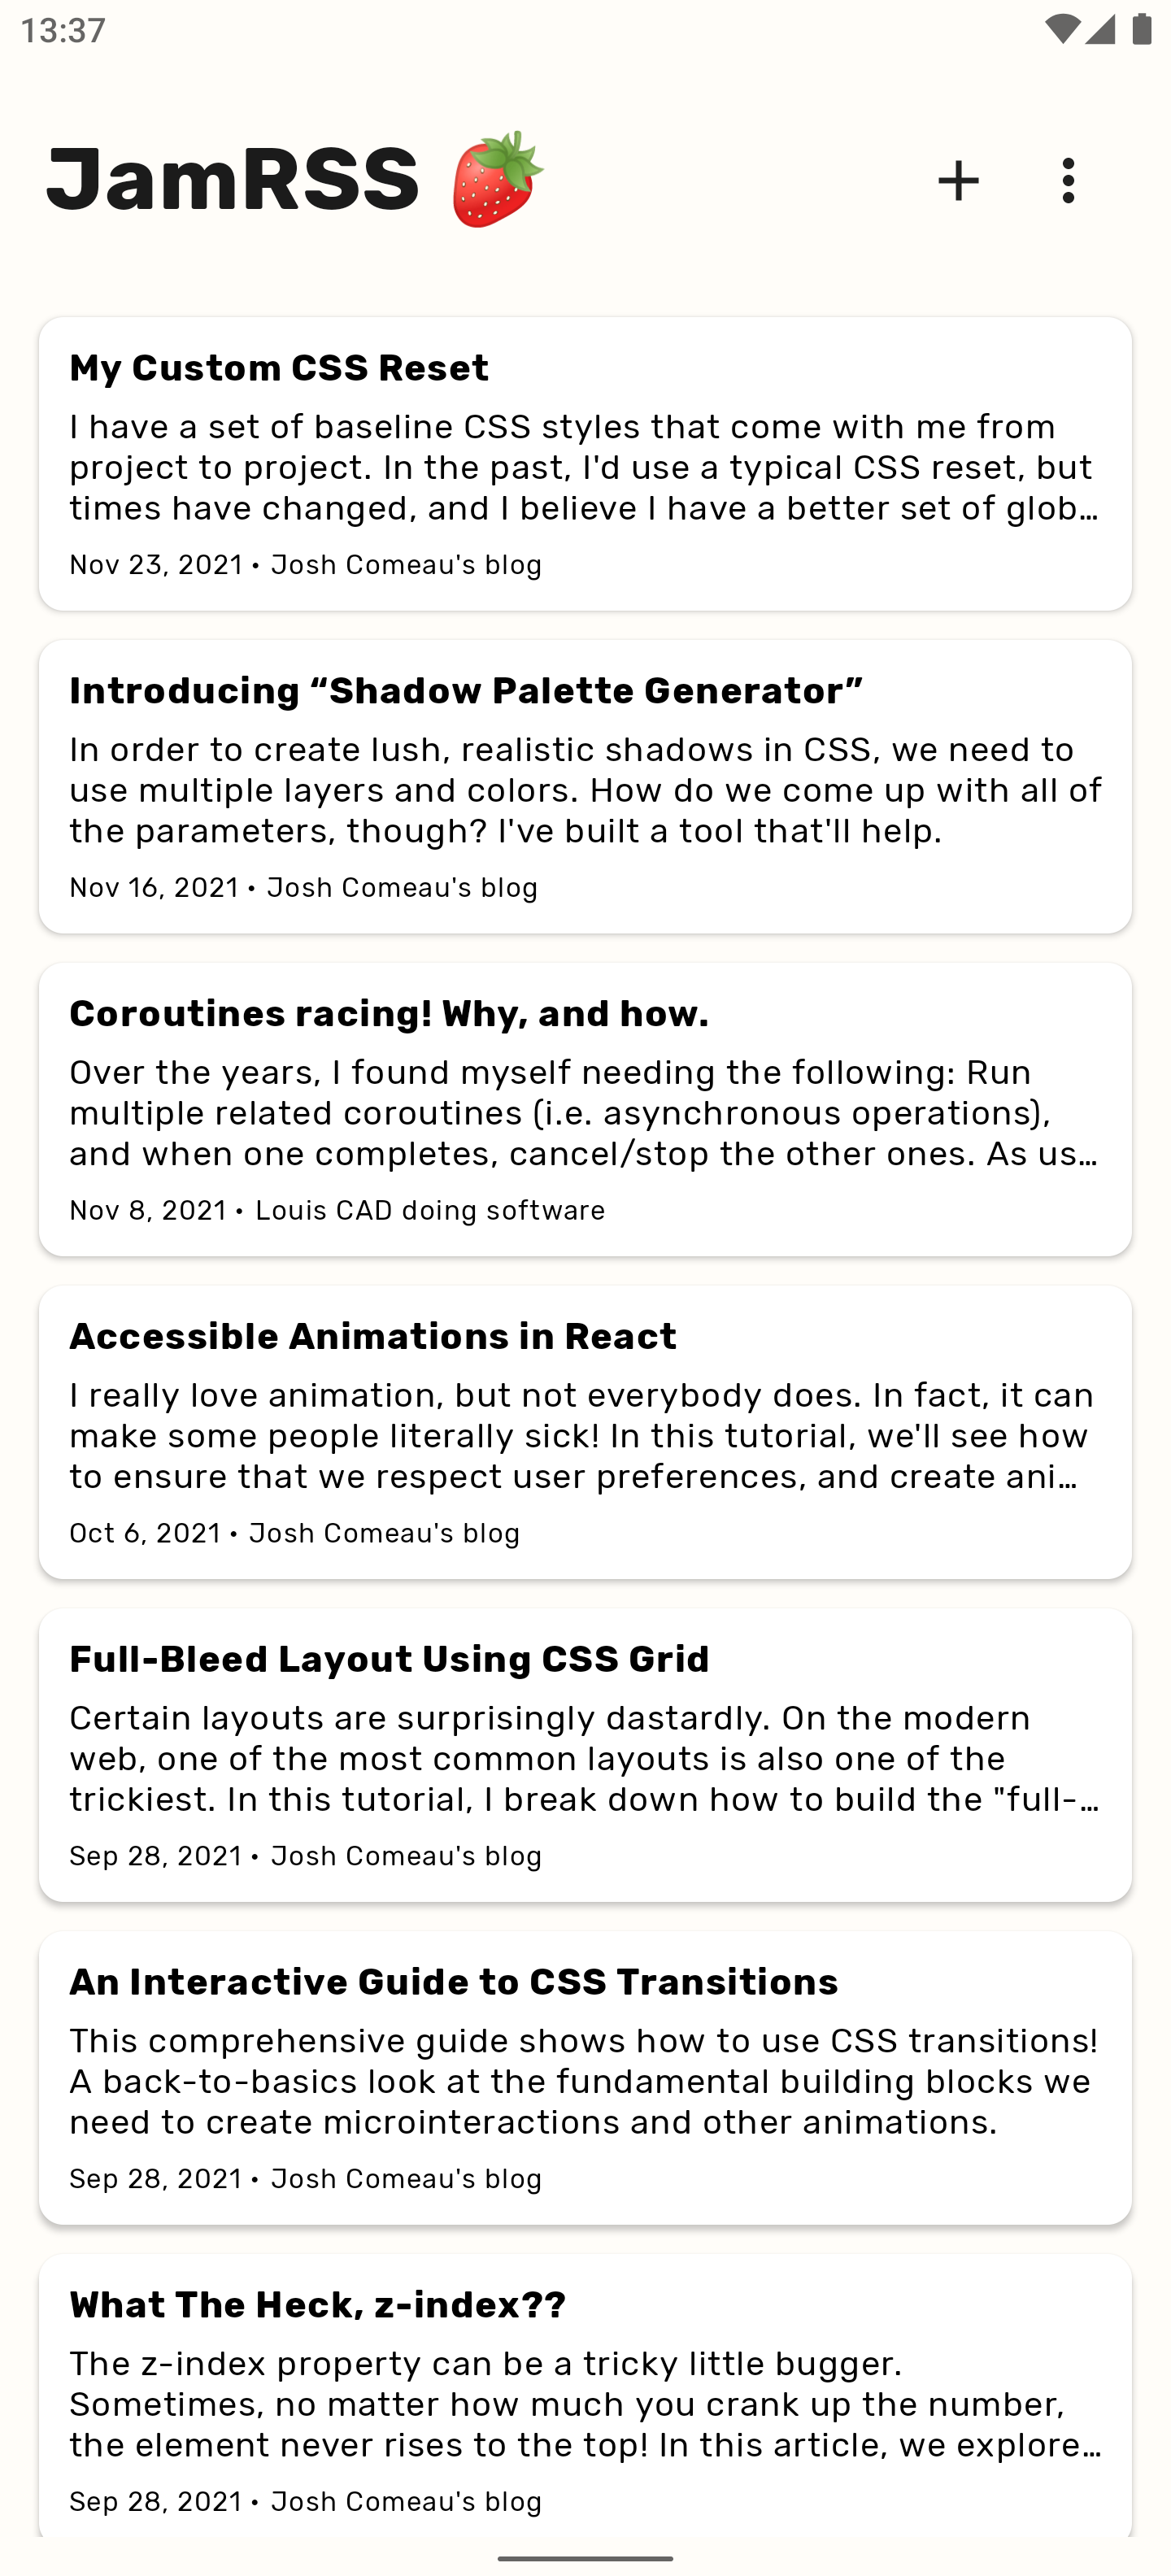 13:37
JamRSS 🍓
My Custom CSS Reset
I have a set of baseline CSS styles that come with me from
project to project. In the past, I'd use a typical CSS reset, but
times have changed, and I believe I have a better set of glob…
Nov 23, 2021 • Josh Comeau's blog
Introducing “Shadow Palette Generator”
In order to create lush, realistic shadows in CSS, we need to
use multiple layers and colors. How do we come up with all of
the parameters, though? I've built a tool that'll help.
Nov 16, 2021 • Josh Comeau's blog
Coroutines racing! Why, and how.
Over the years, I found myself needing the following: Run
multiple related coroutines (i.e. asynchronous operations),
and when one completes, cancel/stop the other ones. As us…
Nov 8, 2021 • Louis CAD doing software
Accessible Animations in React
I really love animation, but not everybody does. In fact, it can
make some people literally sick! In this tutorial, we'll see how
to ensure that we respect user preferences, and create ani…
Oct 6, 2021 • Josh Comeau's blog
Full-Bleed Layout Using CSS Grid
Certain layouts are surprisingly dastardly. On the modern
web, one of the most common layouts is also one of the
trickiest. In this tutorial, I break down how to build the "full-…
Sep 28, 2021 • Josh Comeau's blog
An Interactive Guide to CSS Transitions
This comprehensive guide shows how to use CSS transitions!
A back-to-basics look at the fundamental building blocks we
need to create microinteractions and other animations.
Sep 28, 2021 • Josh Comeau's blog
What The Heck, z-index??
The z-index property can be a tricky little bugger.
Sometimes, no matter how much you crank up the number,
the element never rises to the top! In this article, we explore…
Sep 28, 2021 • Josh Comeau's blog